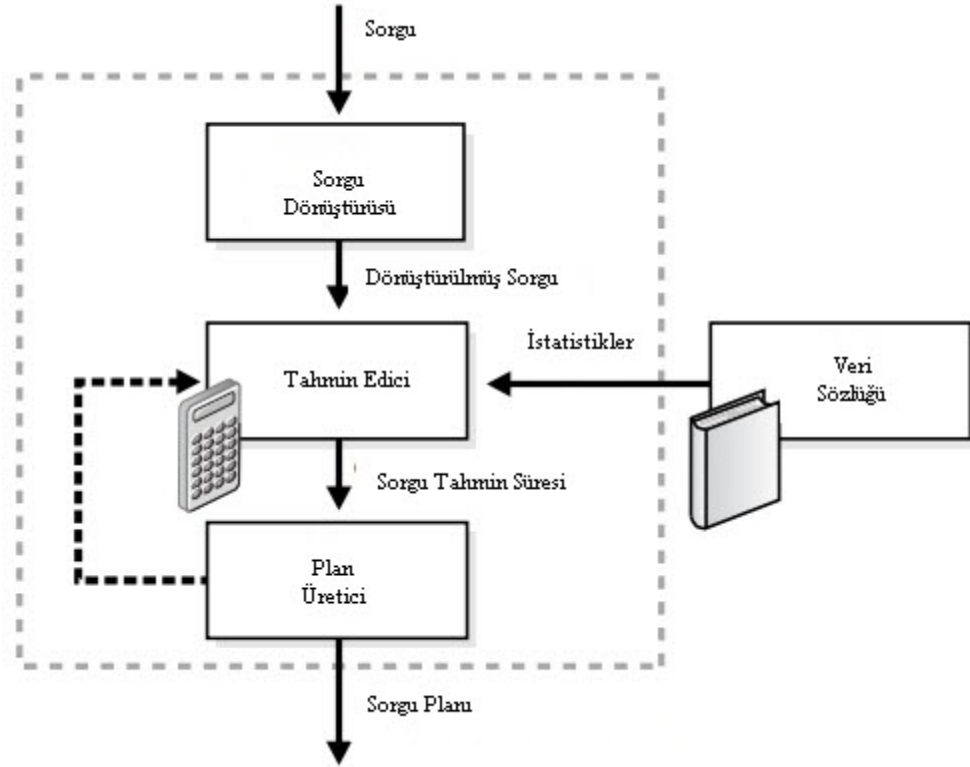 Sorgu
Sorgu
Dönüştürüsü
Dönüştürülmüş Sorgu
İstatistikler
Tahmin Edici
Veri
Sözlüğü
Sorgu Tahmin Süresi
Plan
Üretici
Sorgu Planı